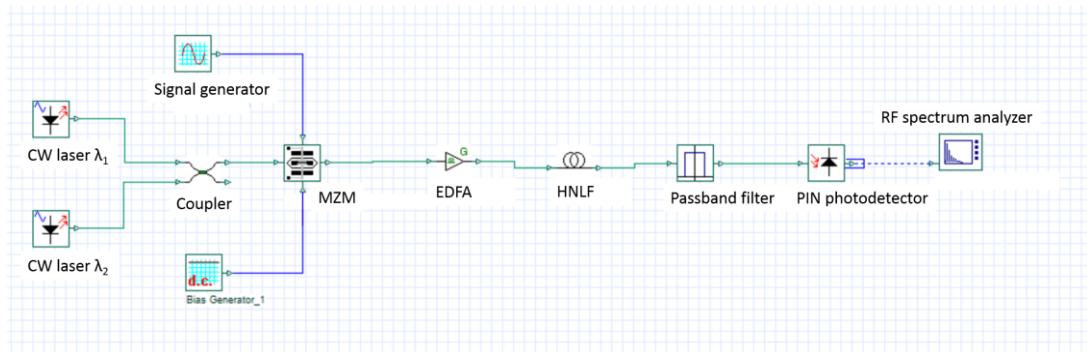 Signal generator
CW laser λ₁
Coupler
MZM
EDFA
G
HNLF
Passband filter
PIN photodetector
RF spectrum analyzer
CW laser λ₂
d.c.
Bias Generator_1